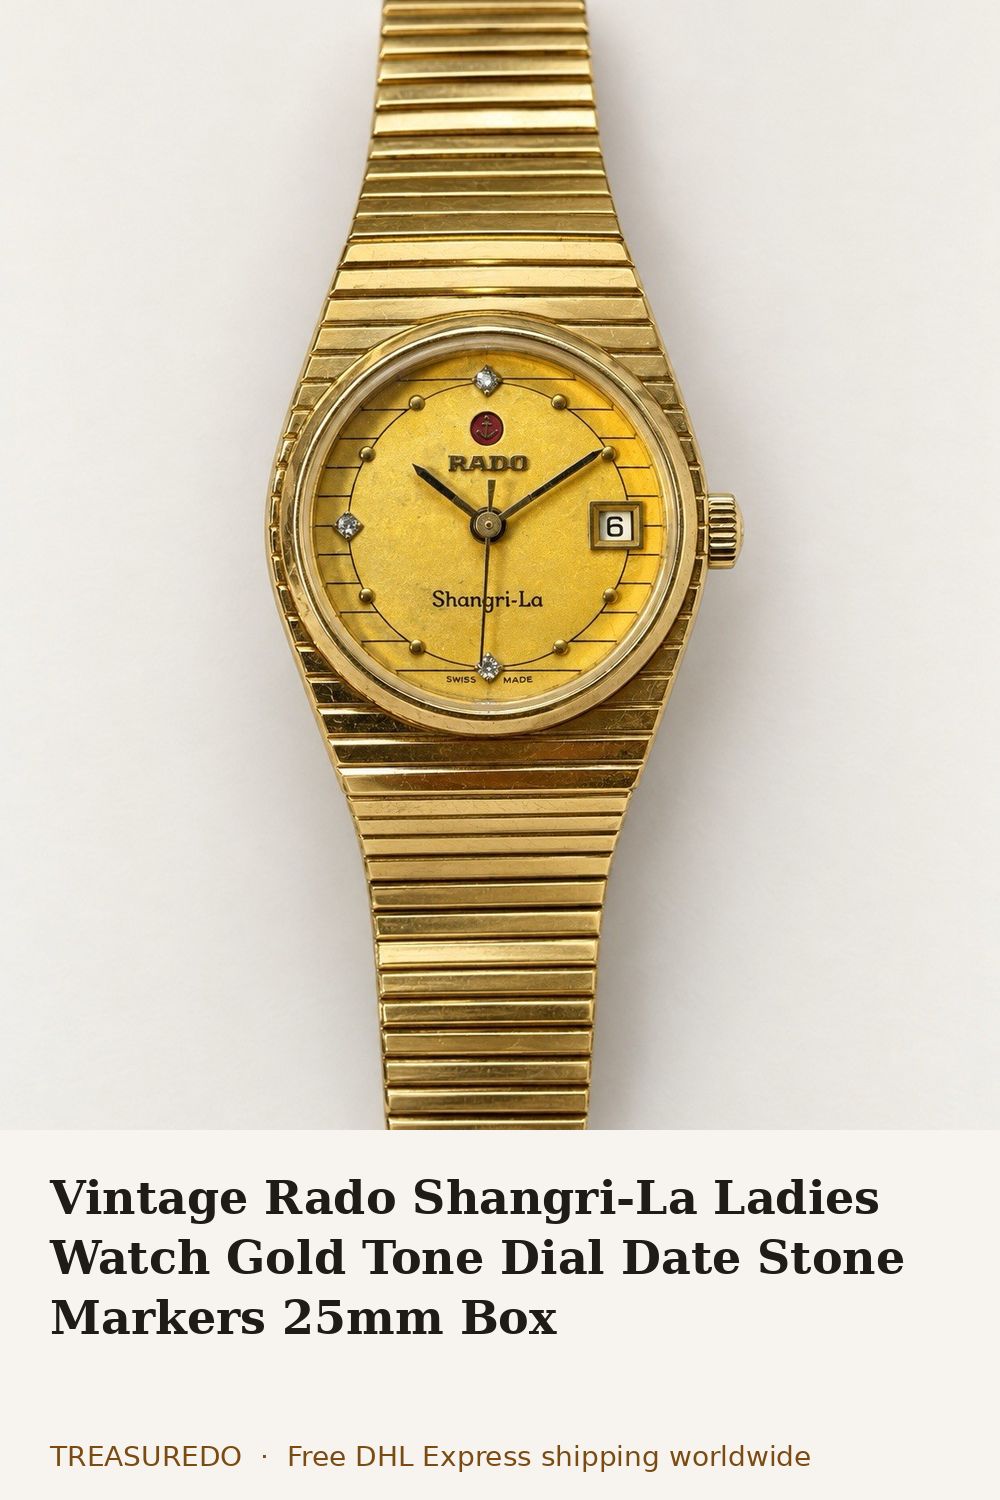 RADO
6
Shangri-La
SWISS MADE
Vintage Rado Shangri-La Ladies
Watch Gold Tone Dial Date Stone
Markers 25mm Box
TREASUREDO · Free DHL Express shipping worldwide